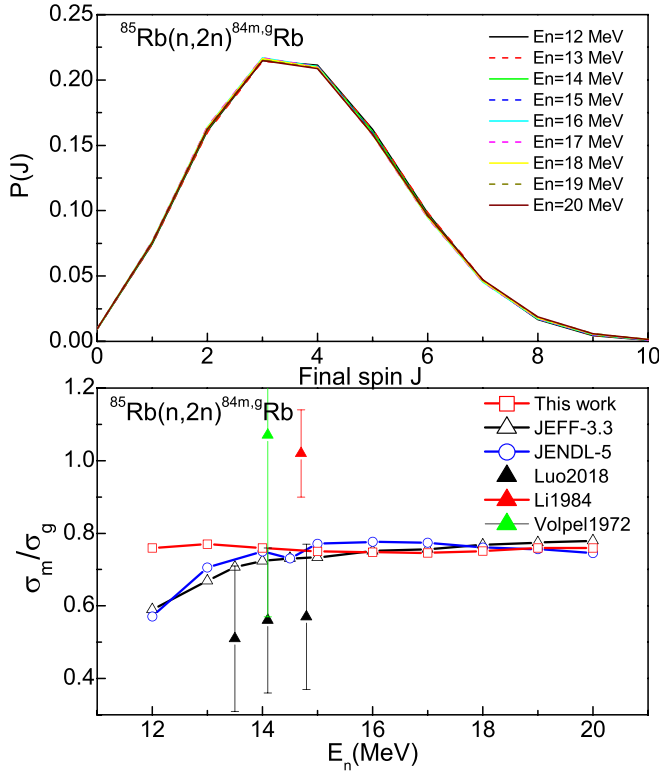 ⁸⁵Rb(n,2n)⁸⁴ᵐ,ᵍRb
En=12 MeV
En=13 MeV
En=14 MeV
En=15 MeV
En=16 MeV
En=17 MeV
En=18 MeV
En=19 MeV
En=20 MeV
0.25
0.20
0.15
0.10
0.05
0.00
P(J)
0 2 4 6 8 10
Final spin J
⁸⁵Rb(n,2n)⁸⁴ᵐ,ᵍRb
This work
JEFF-3.3
JENDL-5
Luo2018
Li1984
Volpel1972
1.2
1.0
0.8
0.6
0.4
σm/σg
12 14 16 18 20
En(MeV)